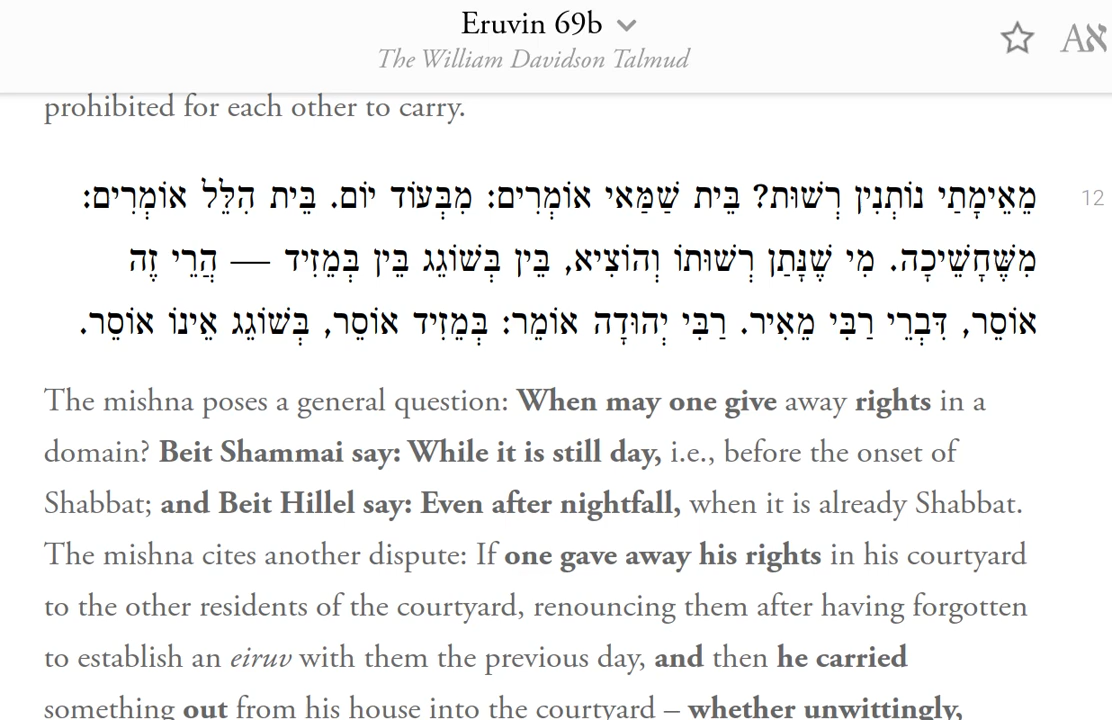 Eruvin 69b
The William Davidson Talmud
Aא
prohibited for each other to carry.
מֵאֵימָתַי נוֹתְנִין רְשׁוּת? בֵּית שַׁמַּאי אוֹמְרִים: מִבְּעוֹד יוֹם. בֵּית הִלֵּל אוֹמְרִים:
12
מִשֶּׁחָשֵׁיכָה. מִי שֶׁנָּתַן רְשׁוּתוֹ וְהוֹצִיא, בֵּין בְּשׁוֹגֵג בֵּין בְּמֵזִיד — הֲרֵי זֶה
אוֹסֵר, דִּבְרֵי רַבִּי מֵאִיר. רַבִּי יְהוּדָה אוֹמֵר: בְּמֵזִיד אוֹסֵר, בְּשׁוֹגֵג אֵינוֹ אוֹסֵר.
The mishna poses a general question: When may one give away rights in a
domain? Beit Shammai say: While it is still day, i.e., before the onset of
Shabbat; and Beit Hillel say: Even after nightfall, when it is already Shabbat.
The mishna cites another dispute: If one gave away his rights in his courtyard
to the other residents of the courtyard, renouncing them after having forgotten
to establish an eiruv with them the previous day, and then he carried
something out from his house into the courtyard – whether unwittingly,